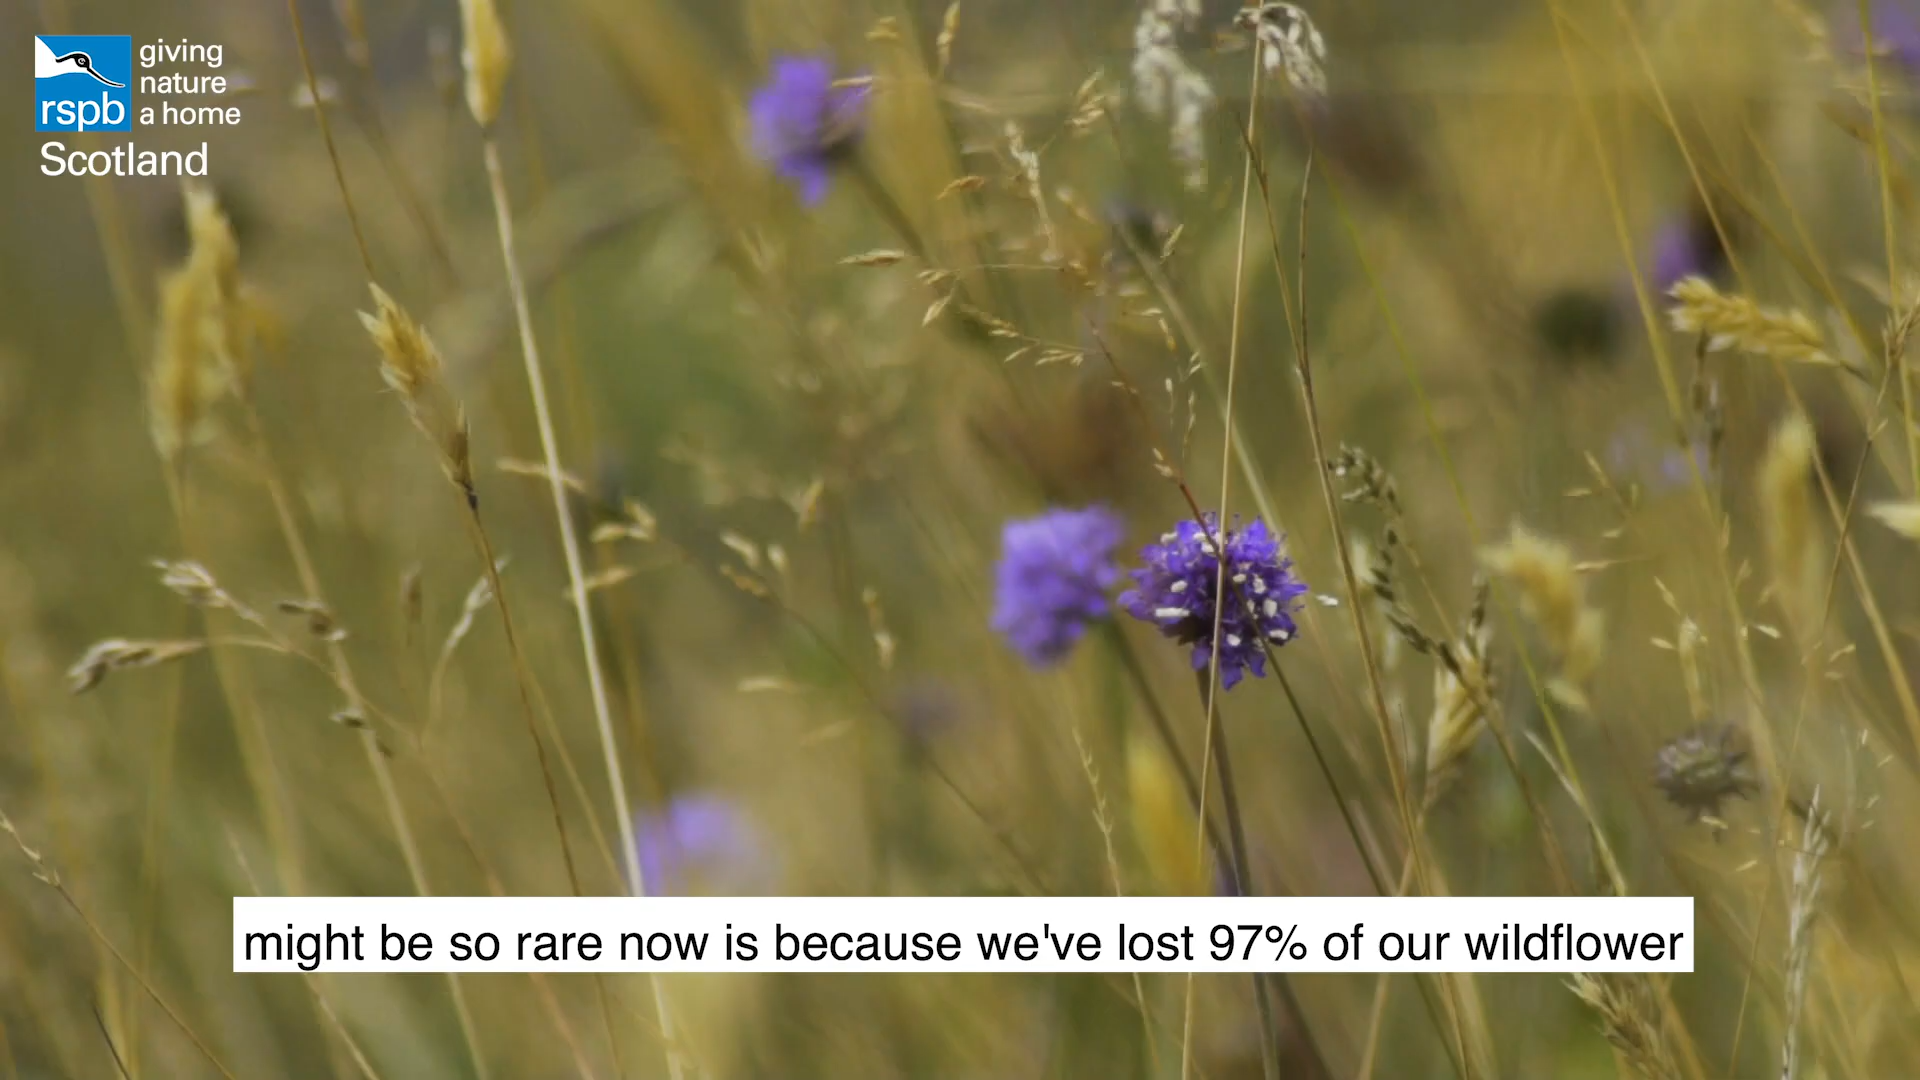 giving
nature
a home
rspb
Scotland
might be so rare now is because we've lost 97% of our wildflower